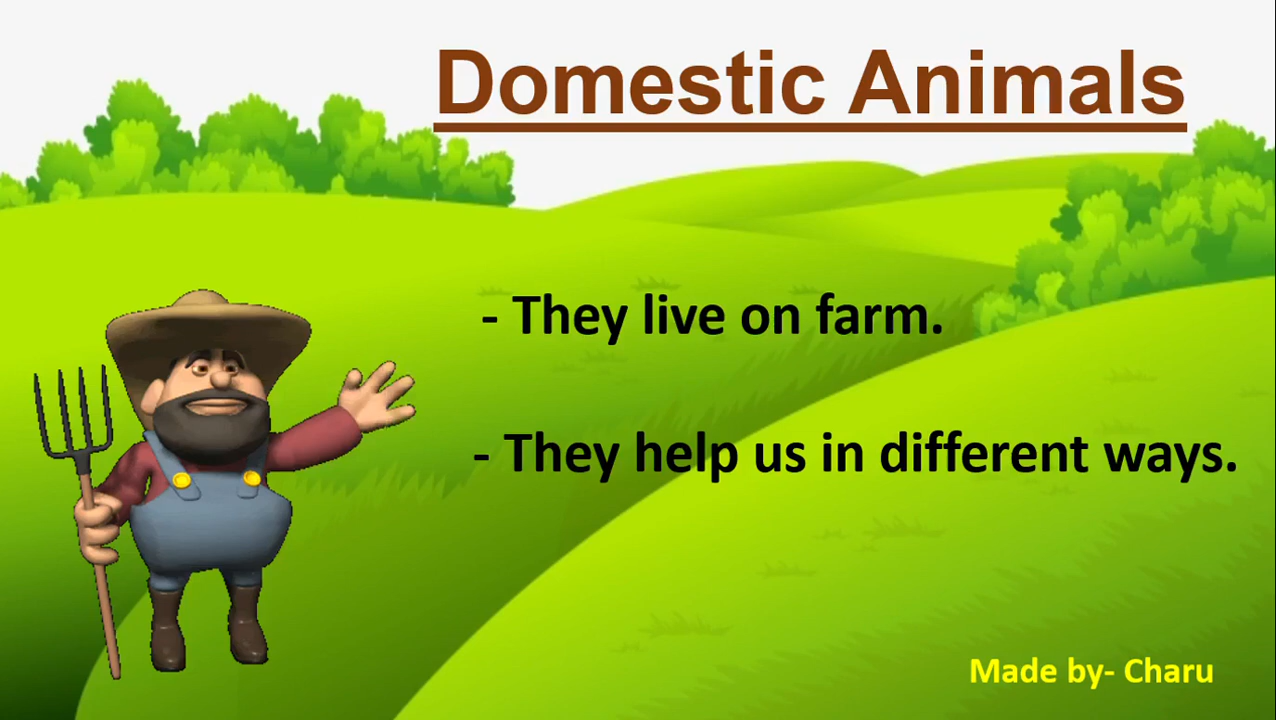 Domestic Animals
- They live on farm.
- They help us in different ways.
Made by- Charu